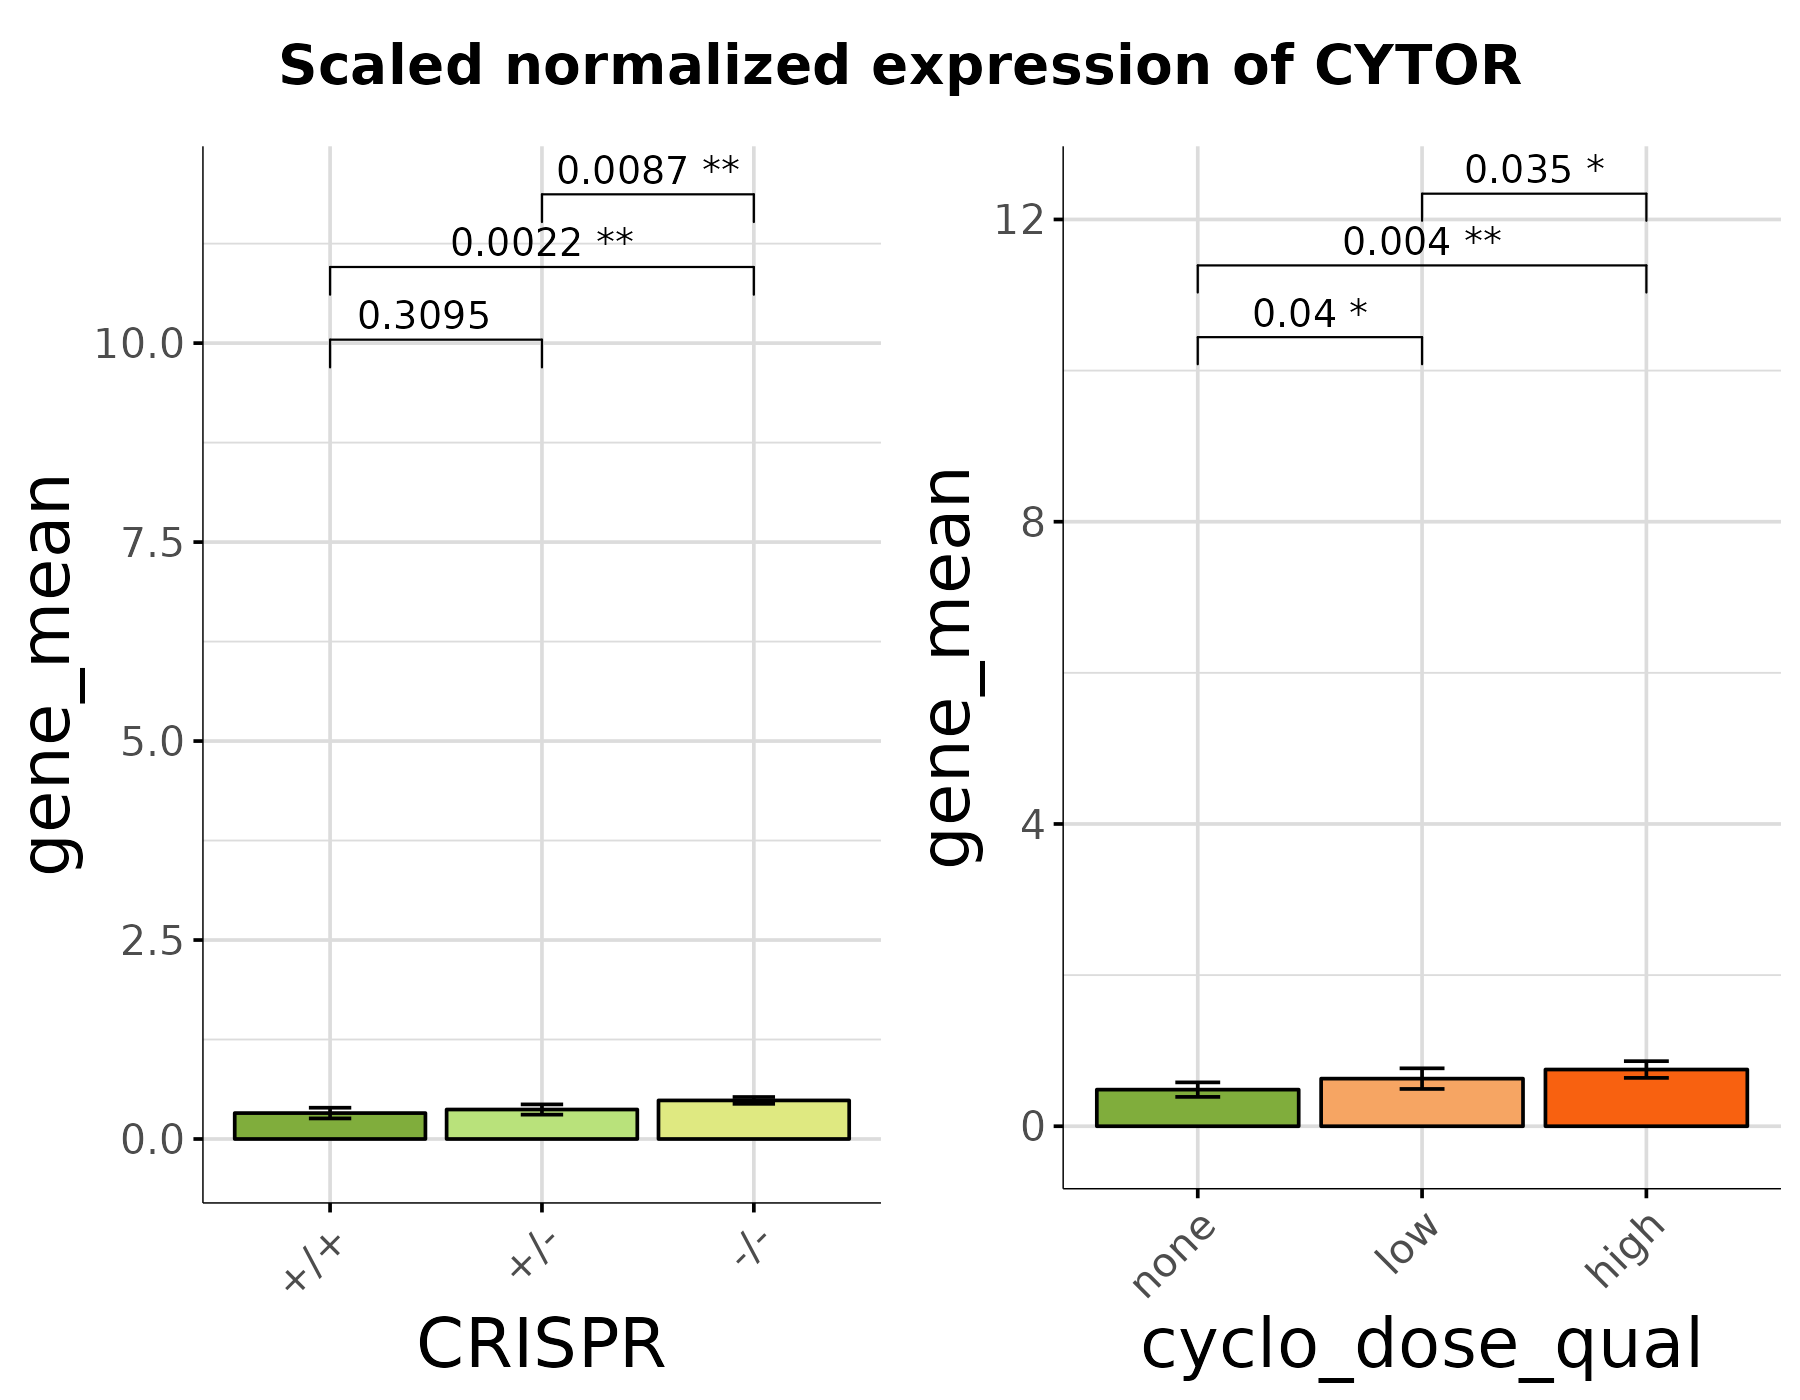 Scaled normalized expression of CYTOR
gene_mean
10.0
7.5
5.0
2.5
0.0
0.0087 **
0.0022 **
0.3095
+/+
+/-
-/-
CRISPR
gene_mean
12
8
4
0
0.035 *
0.004 **
0.04 *
none
low
high
cyclo_dose_qual